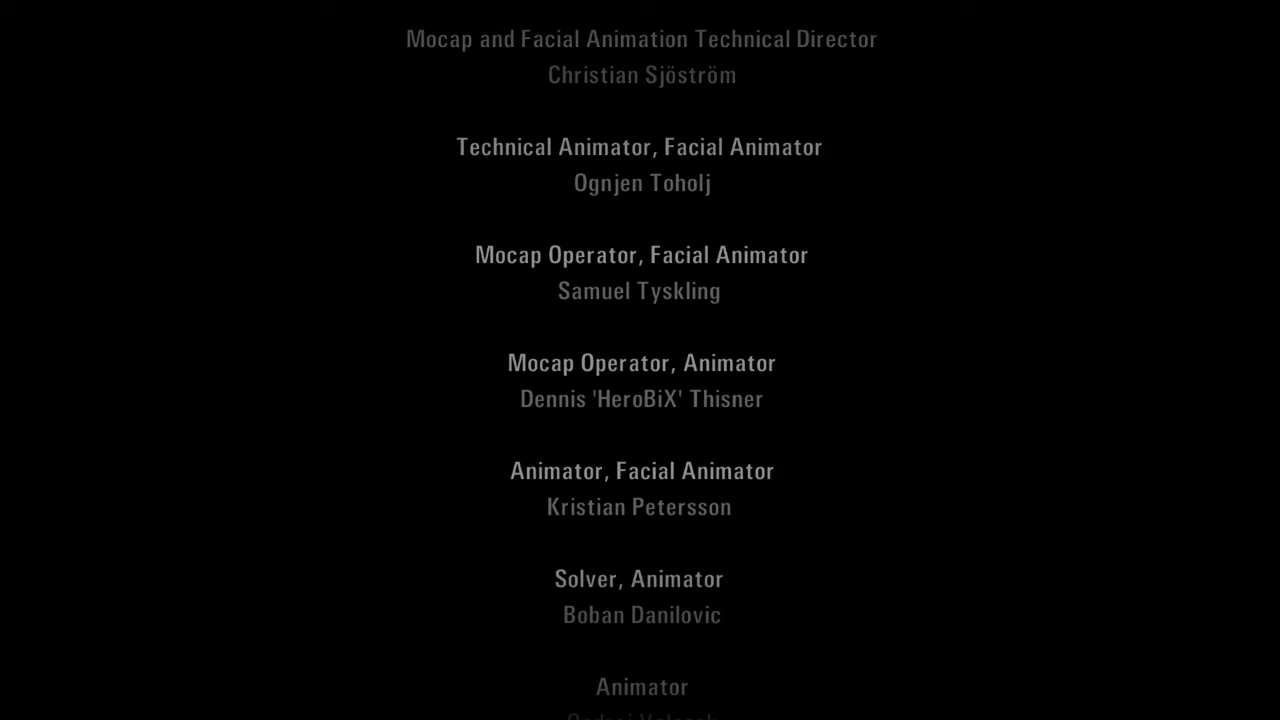 Mocap and Facial Animation Technical Director
Christian Sjöström
Technical Animator, Facial Animator
Ognjen Toholj
Mocap Operator, Facial Animator
Samuel Tyskling
Mocap Operator, Animator
Dennis 'HeroBiX' Thisner
Animator, Facial Animator
Kristian Petersson
Solver, Animator
Boban Danilovic
Animator